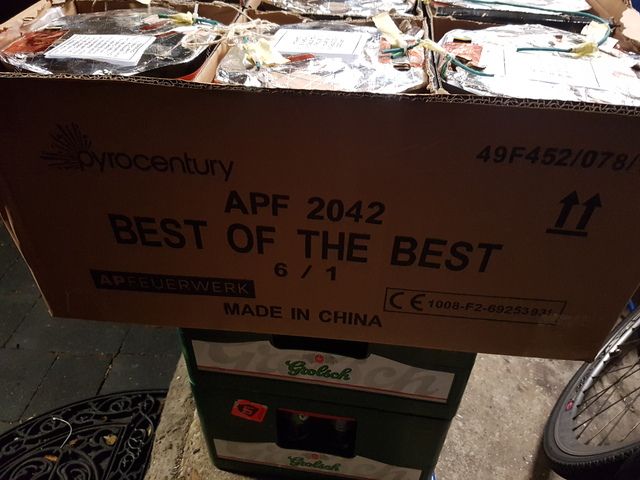 pyrocentury
49F452/078/
APF 2042
BEST OF THE BEST
6 / 1
APFEUERWERK
CE 1008-F2-692539
MADE IN CHINA
Grolsch
Grolsch